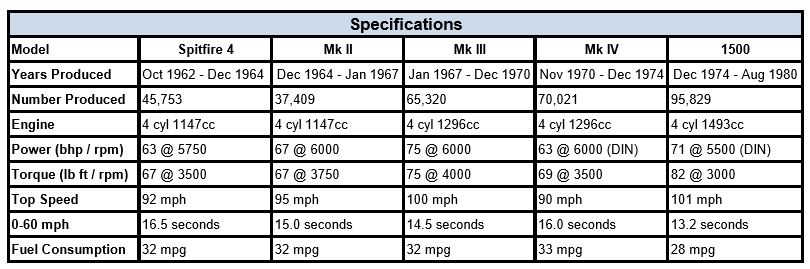 Specifications
Model Spitfire 4 Mk II Mk III Mk IV 1500
Years Produced Oct 1962 - Dec 1964 Dec 1964 - Jan 1967 Jan 1967 - Dec 1970 Nov 1970 - Dec 1974 Dec 1974 - Aug 1980
Number Produced 45,753 37,409 65,320 70,021 95,829
Engine 4 cyl 1147cc 4 cyl 1147cc 4 cyl 1296cc 4 cyl 1296cc 4 cyl 1493cc
Power (bhp / rpm) 63 @ 5750 67 @ 6000 75 @ 6000 63 @ 6000 (DIN) 71 @ 5500 (DIN)
Torque (lb ft / rpm) 67 @ 3500 67 @ 3750 75 @ 4000 69 @ 3500 82 @ 3000
Top Speed 92 mph 95 mph 100 mph 90 mph 101 mph
0-60 mph 16.5 seconds 15.0 seconds 14.5 seconds 16.0 seconds 13.2 seconds
Fuel Consumption 32 mpg 32 mpg 32 mpg 33 mpg 28 mpg